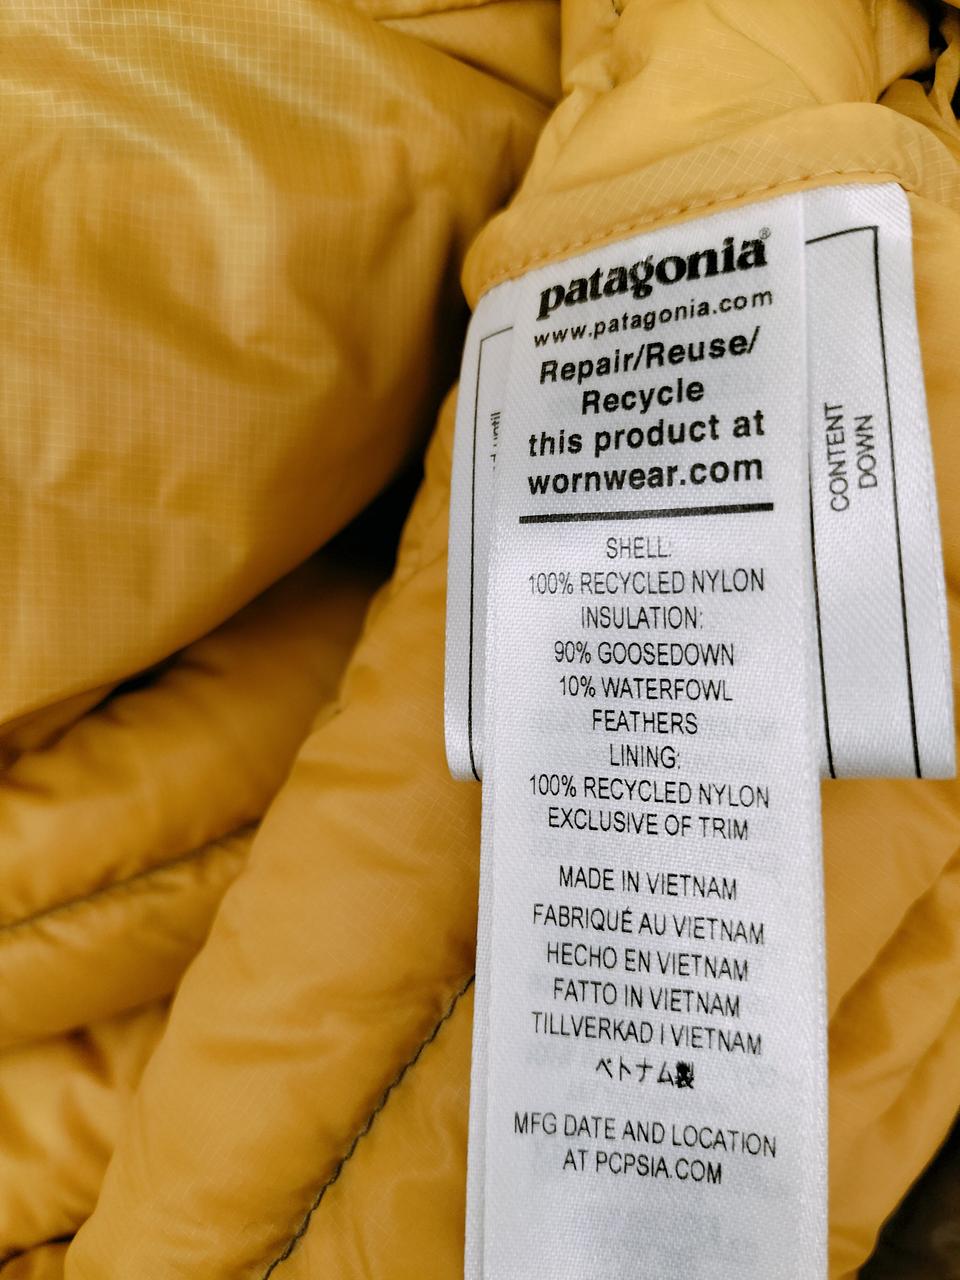 patagonia®
www.patagonia.com
Repair/Reuse/
Recycle
this product at
wornwear.com
SHELL:
100% RECYCLED NYLON
INSULATION:
90% GOOSEDOWN
10% WATERFOWL
FEATHERS
LINING:
100% RECYCLED NYLON
EXCLUSIVE OF TRIM
MADE IN VIETNAM
FABRIQUÉ AU VIETNAM
HECHO EN VIETNAM
FATTO IN VIETNAM
TILLVERKAD I VIETNAM
ベトナム製
MFG DATE AND LOCATION
AT PCPSIA.COM
CONTENT
DOWN
until